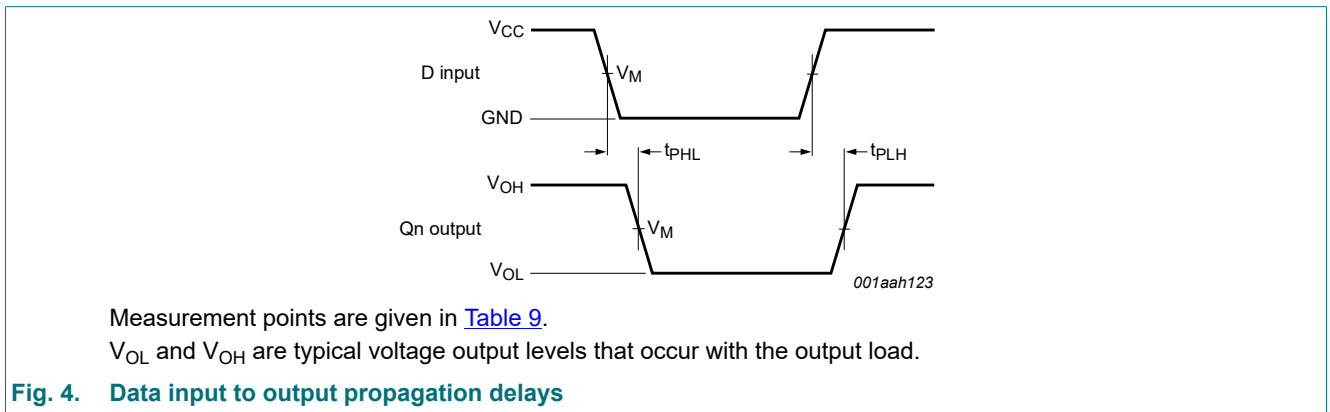 VCC
D input
VM
GND
tPHL
tPLH
VOH
Qn output
VM
VOL
001aah123
Measurement points are given in Table 9.
VOL and VOH are typical voltage output levels that occur with the output load.
Fig. 4. Data input to output propagation delays